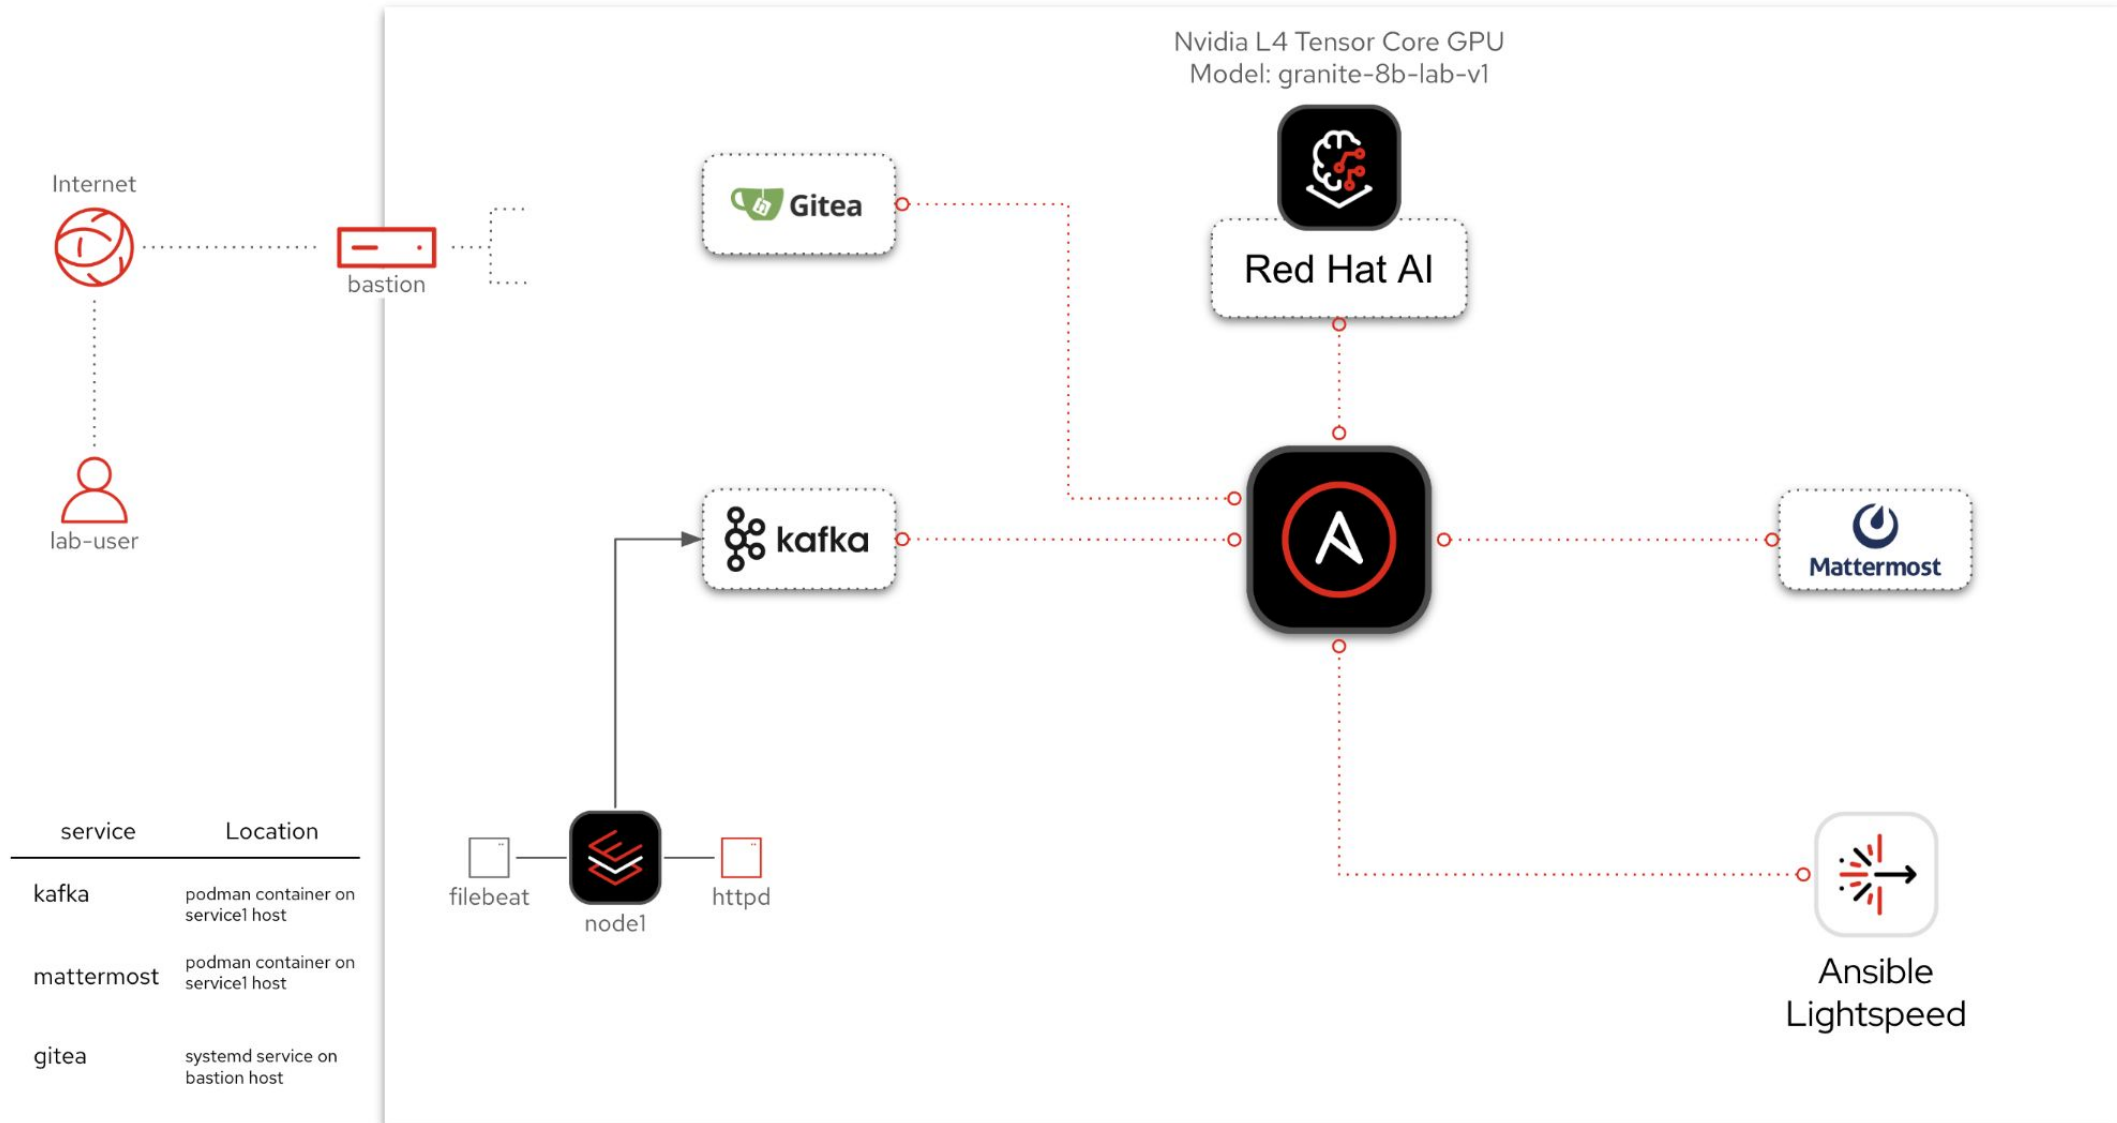 Nvidia L4 Tensor Core GPU
Model: granite-8b-lab-v1
Internet
Gitea
bastion
Red Hat AI
lab-user
kafka
Mattermost
filebeat
node1
httpd
Ansible
Lightspeed
service Location
kafka podman container on
service1 host
mattermost podman container on
service1 host
gitea systemd service on
bastion host